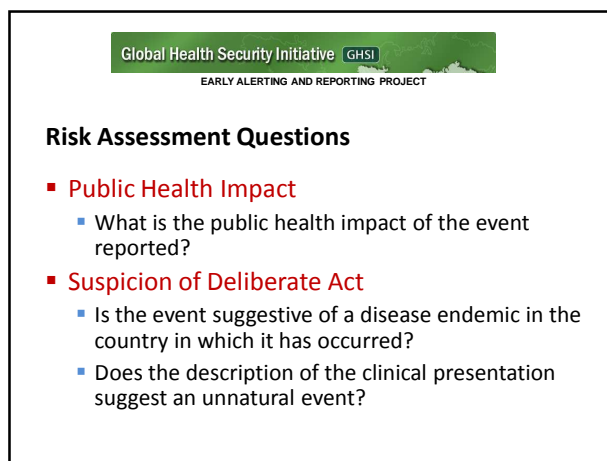 Global Health Security Initiative GHSI
EARLY ALERTING AND REPORTING PROJECT
Risk Assessment Questions
▪ Public Health Impact
▪ What is the public health impact of the event
reported?
▪ Suspicion of Deliberate Act
▪ Is the event suggestive of a disease endemic in the
country in which it has occurred?
▪ Does the description of the clinical presentation
suggest an unnatural event?